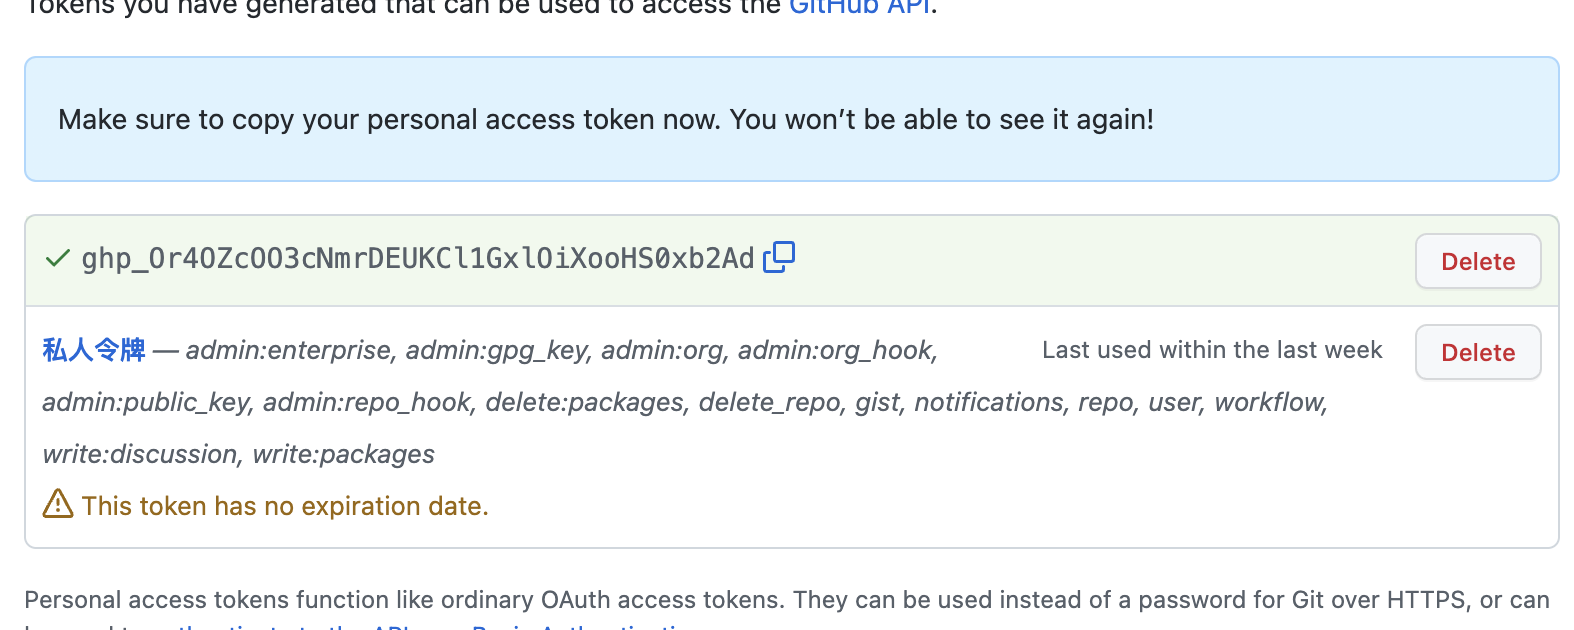 Tokens you have generated that can be used to access the GitHub API.
Make sure to copy your personal access token now. You won’t be able to see it again!
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
Delete
私人令牌 — admin:enterprise, admin:gpg_key, admin:org, admin:org_hook,
Last used within the last week
Delete
admin:public_key, admin:repo_hook, delete:packages, delete_repo, gist, notifications, repo, user, workflow,
write:discussion, write:packages
This token has no expiration date.
Personal access tokens function like ordinary OAuth access tokens. They can be used instead of a password for Git over HTTPS, or can